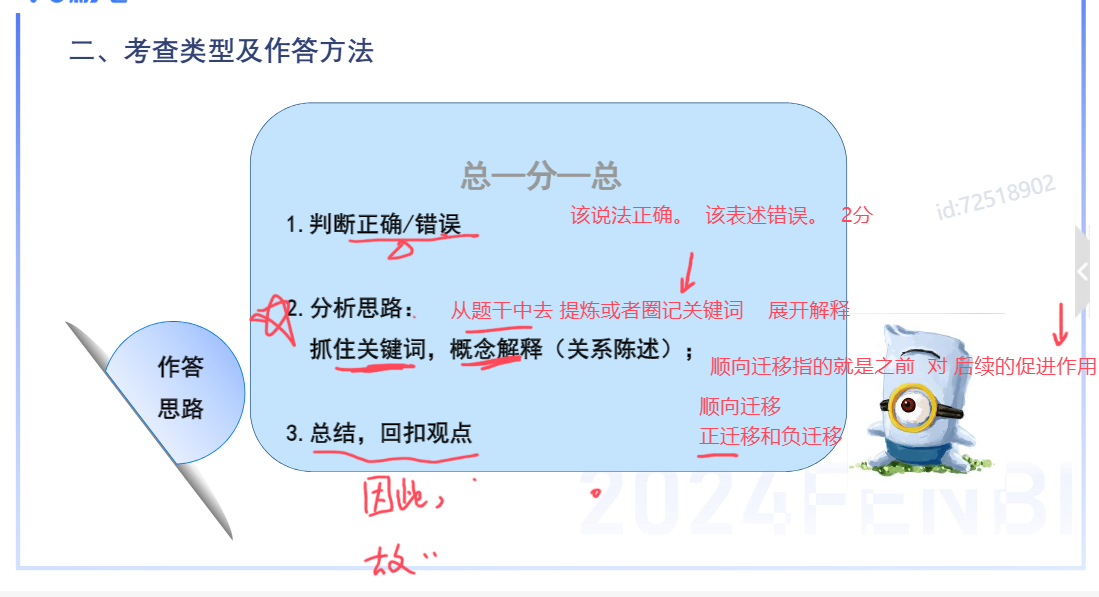 二、考查类型及作答方法
总—分—总
1.判断正确/错误
该说法正确。 该表述错误。 2分
id:72518902
2.分析思路：
从题干中去 提炼或者圈记关键词 展开解释
抓住关键词，概念解释（关系陈述）；
顺向迁移指的就是之前 对 后续的促进作用
作答
思路
顺向迁移
正迁移和负迁移
3.总结，回扣观点
因此，
故
2024FENBI